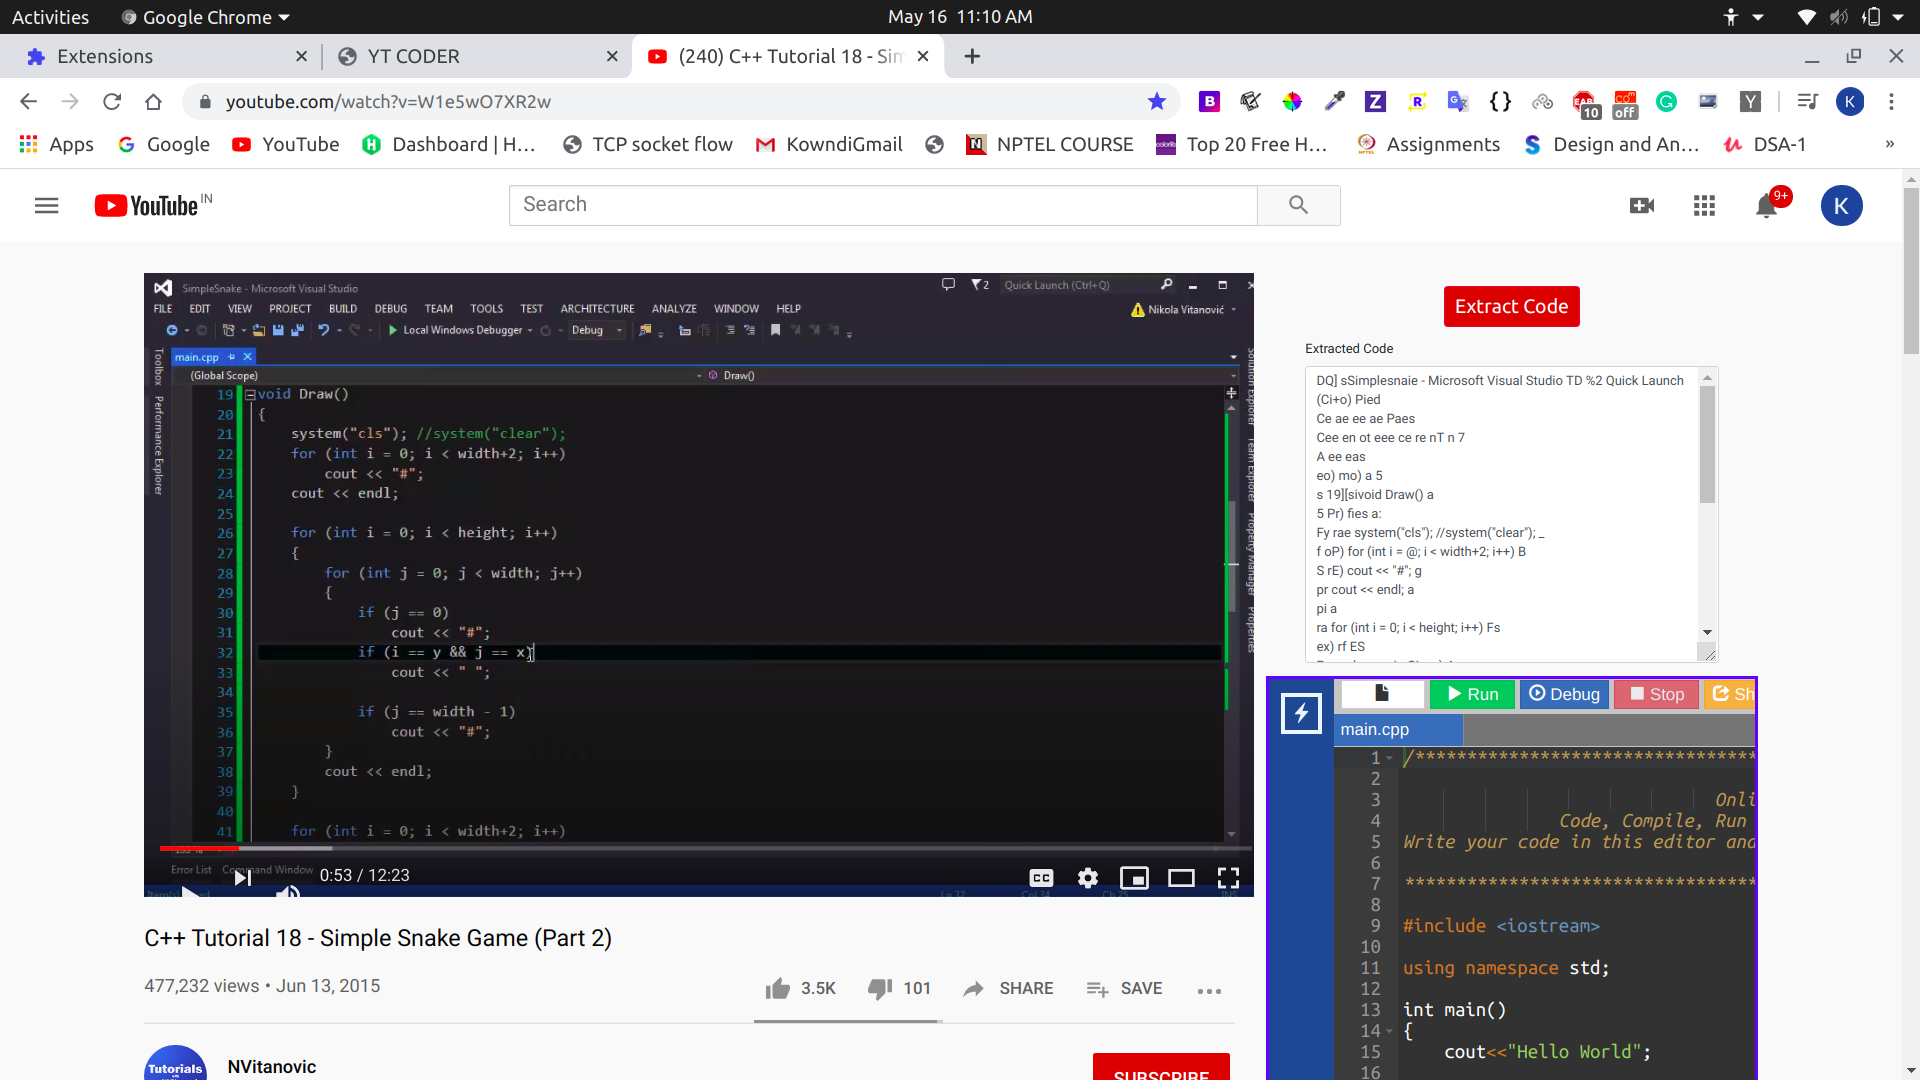 Activities Google Chrome May 16 11:10 AM
Extensions YT CODER (240) C++ Tutorial 18 - Sim
youtube.com/watch?v=W1e5wO7XR2w 10 off K
Apps Google YouTube Dashboard | H... TCP socket flow KowndiGmail NPTEL COURSE Top 20 Free H... Assignments Design and An... DSA-1 »
YouTube IN Search 9+ K
SimpleSnake - Microsoft Visual Studio 2 Quick Launch (Ctrl+Q)
FILE EDIT VIEW PROJECT BUILD DEBUG TEAM TOOLS TEST ARCHITECTURE ANALYZE WINDOW HELP Nikola Vitanović
Local Windows Debugger Debug
main.cpp
(Global Scope) Draw()
Toolbox
Performance Explorer
19 void Draw()
20 {
21 system("cls"); //system("clear");
22 for (int i = 0; i < width+2; i++)
23 cout << "#";
24 cout << endl;
25
26 for (int i = 0; i < height; i++)
27 {
28 for (int j = 0; j < width; j++)
29 {
30 if (j == 0)
31 cout << "#";
32 if (i == y && j == x)
33 cout << " ";
34
35 if (j == width - 1)
36 cout << "#";
37 }
38 cout << endl;
39 }
40
41 for (int i = 0; i < width+2; i++)
Solution Explorer
Team Explorer
Property Manager
Properties
Error List Command Window
0:53 / 12:23
C++ Tutorial 18 - Simple Snake Game (Part 2)
477,232 views • Jun 13, 2015
3.5K 101 SHARE SAVE
Tutorials
NVitanovic
SUBSCRIBE
Extract Code
Extracted Code
DQ] sSimplesnaie - Microsoft Visual Studio TD %2 Quick Launch
(Ci+o) Pied
Ce ae ee ae Paes
Cee en ot eee ce re nT n 7
A ee eas
eo) mo) a 5
s 19][sivoid Draw() a
5 Pr) fies a:
Fy rae system("cls"); //system("clear"); _
f oP) for (int i = @; i < width+2; i++) B
S rE) cout << "#"; g
pr cout << endl; a
pi a
ra for (int i = 0; i < height; i++) Fs
ex) rf ES
Run Debug Stop Sh
main.cpp
1 /**********************************
2
3 Onli
4 Code, Compile, Run
5 Write your code in this editor and
6
7 **********************************
8
9 #include <iostream>
10
11 using namespace std;
12
13 int main()
14 {
15 cout<<"Hello World";
16